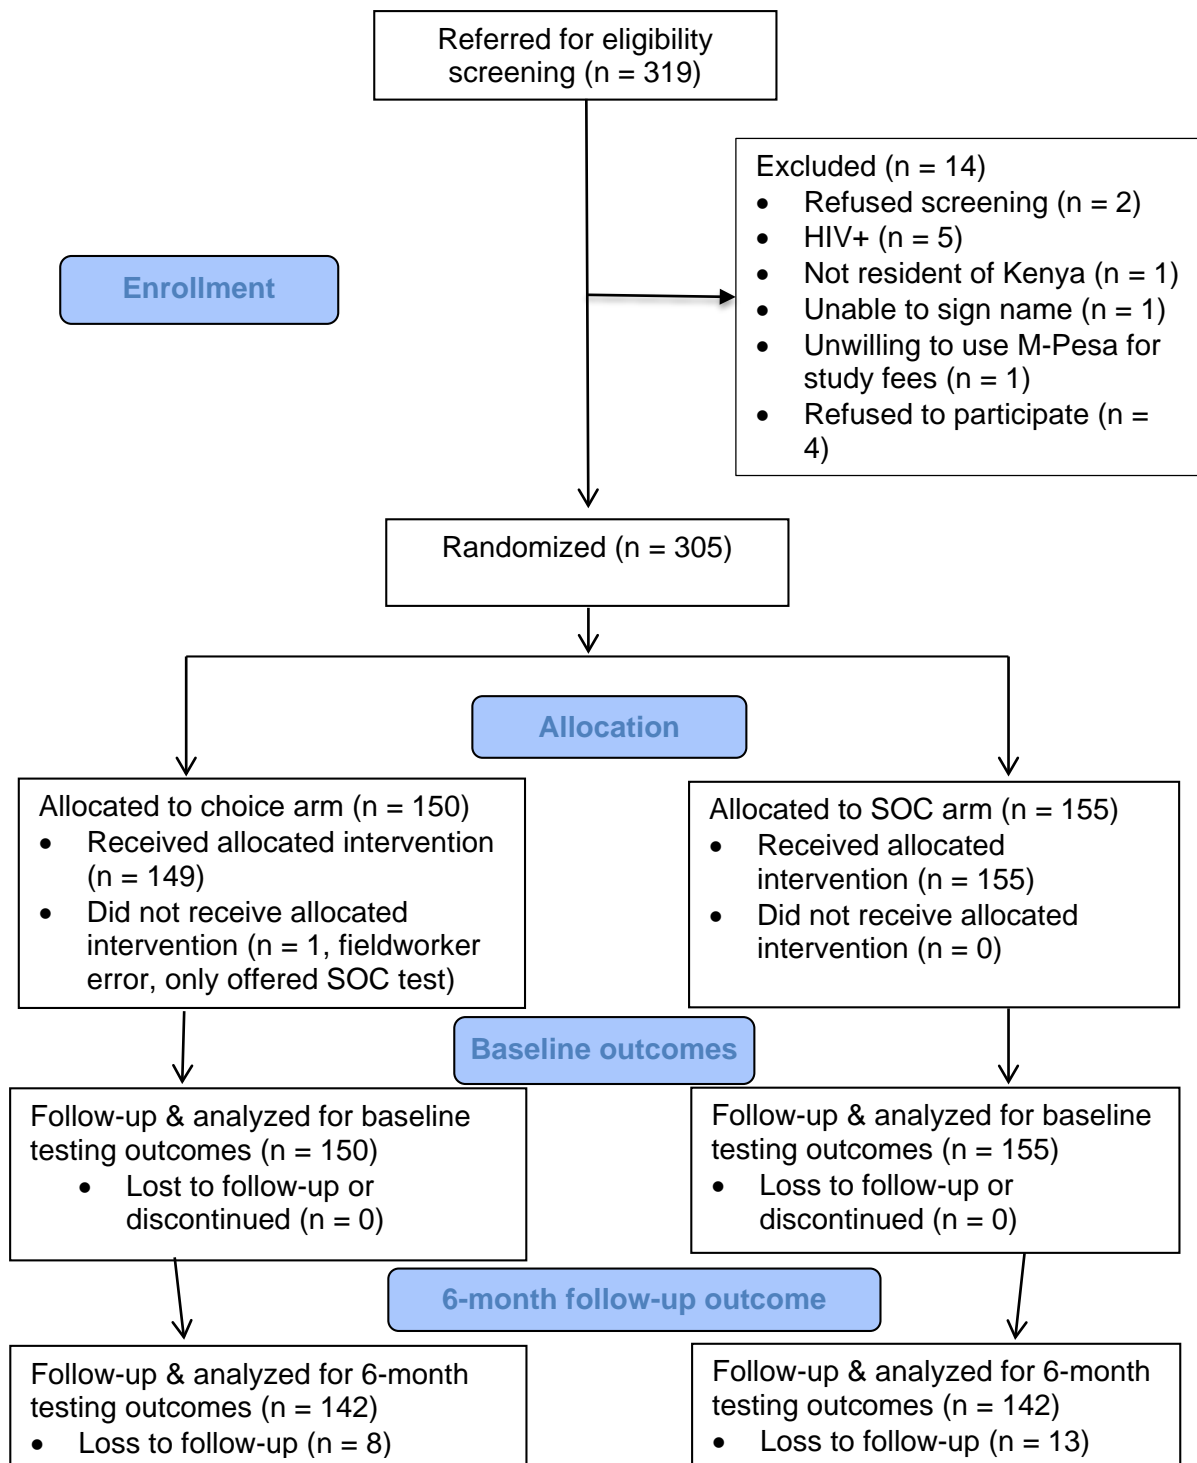 Referred for eligibility
screening (n = 319)
Excluded (n = 14)
• Refused screening (n = 2)
• HIV+ (n = 5)
• Not resident of Kenya (n = 1)
• Unable to sign name (n = 1)
• Unwilling to use M-Pesa for
study fees (n = 1)
• Refused to participate (n =
4)
Enrollment
Randomized (n = 305)
Allocation
Allocated to choice arm (n = 150)
• Received allocated intervention
(n = 149)
• Did not receive allocated
intervention (n = 1, fieldworker
error, only offered SOC test)
Allocated to SOC arm (n = 155)
• Received allocated
intervention (n = 155)
• Did not receive allocated
intervention (n = 0)
Baseline outcomes
Follow-up & analyzed for baseline
testing outcomes (n = 150)
• Lost to follow-up or
discontinued (n = 0)
Follow-up & analyzed for baseline
testing outcomes (n = 155)
• Loss to follow-up or
discontinued (n = 0)
6-month follow-up outcome
Follow-up & analyzed for 6-month
testing outcomes (n = 142)
• Loss to follow-up (n = 8)
Follow-up & analyzed for 6-month
testing outcomes (n = 142)
• Loss to follow-up (n = 13)